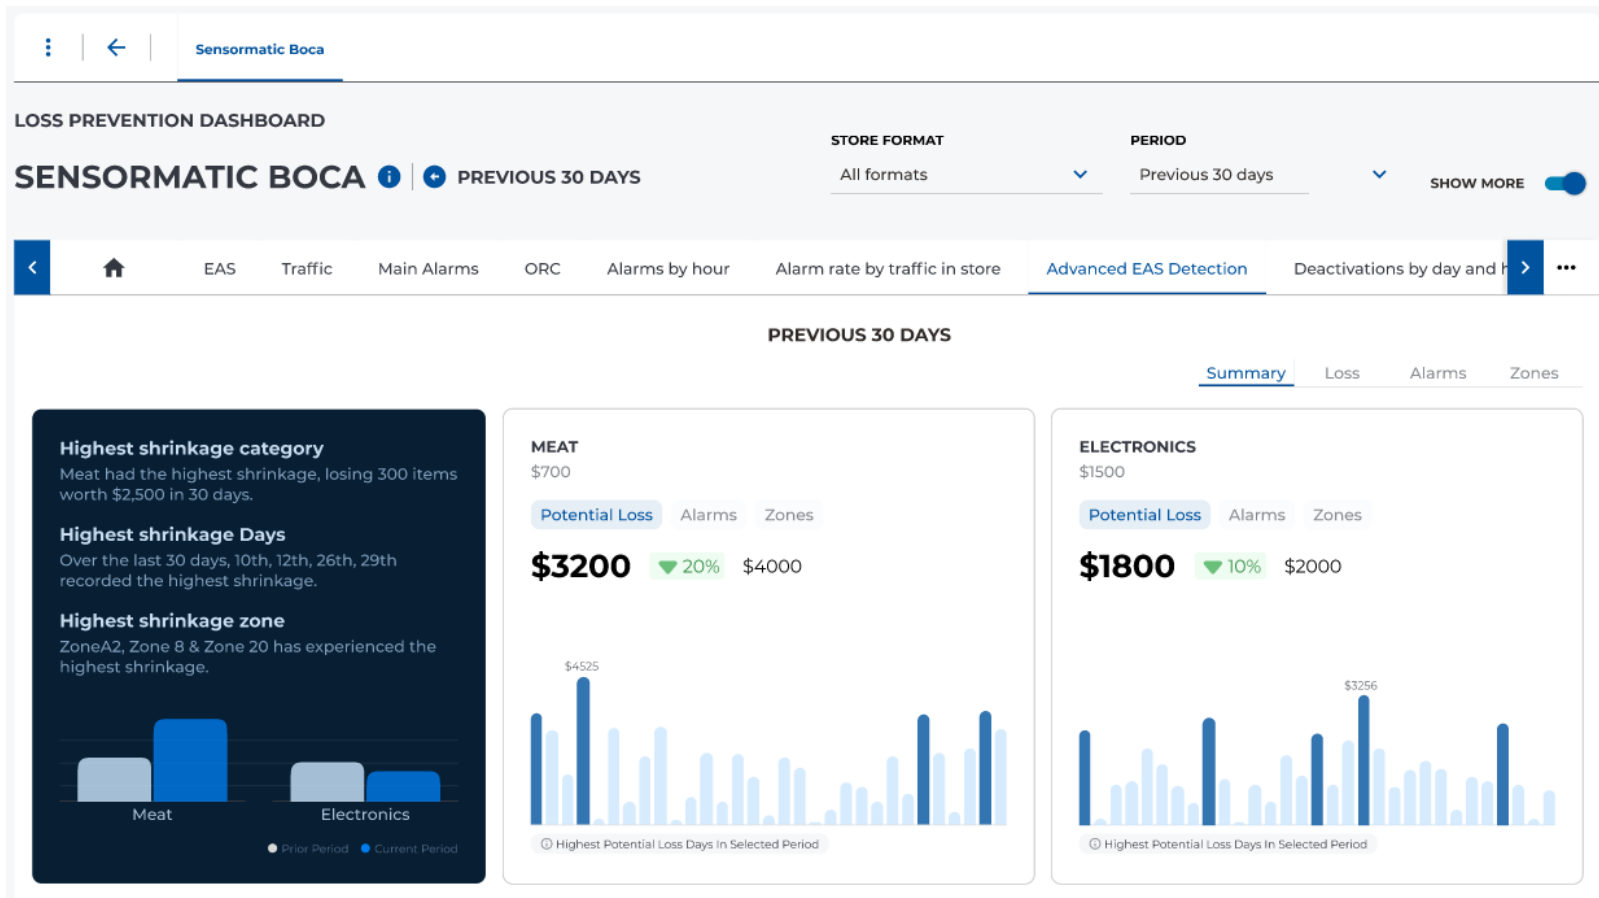 Sensormatic Boca
LOSS PREVENTION DASHBOARD
SENSORMATIC BOCA
PREVIOUS 30 DAYS
STORE FORMAT
All formats
PERIOD
Previous 30 days
SHOW MORE
EAS
Traffic
Main Alarms
ORC
Alarms by hour
Alarm rate by traffic in store
Advanced EAS Detection
Deactivations by day and h
PREVIOUS 30 DAYS
Summary
Loss
Alarms
Zones
Highest shrinkage category
Meat had the highest shrinkage, losing 300 items
worth $2,500 in 30 days.
Highest shrinkage Days
Over the last 30 days, 10th, 12th, 26th, 29th
recorded the highest shrinkage.
Highest shrinkage zone
ZoneA2, Zone 8 & Zone 20 has experienced the
highest shrinkage.
Meat
Electronics
Prior Period
Current Period
MEAT
$700
Potential Loss
Alarms
Zones
$3200
20%
$4000
$4525
Highest Potential Loss Days In Selected Period
ELECTRONICS
$1500
Potential Loss
Alarms
Zones
$1800
10%
$2000
$3256
Highest Potential Loss Days In Selected Period